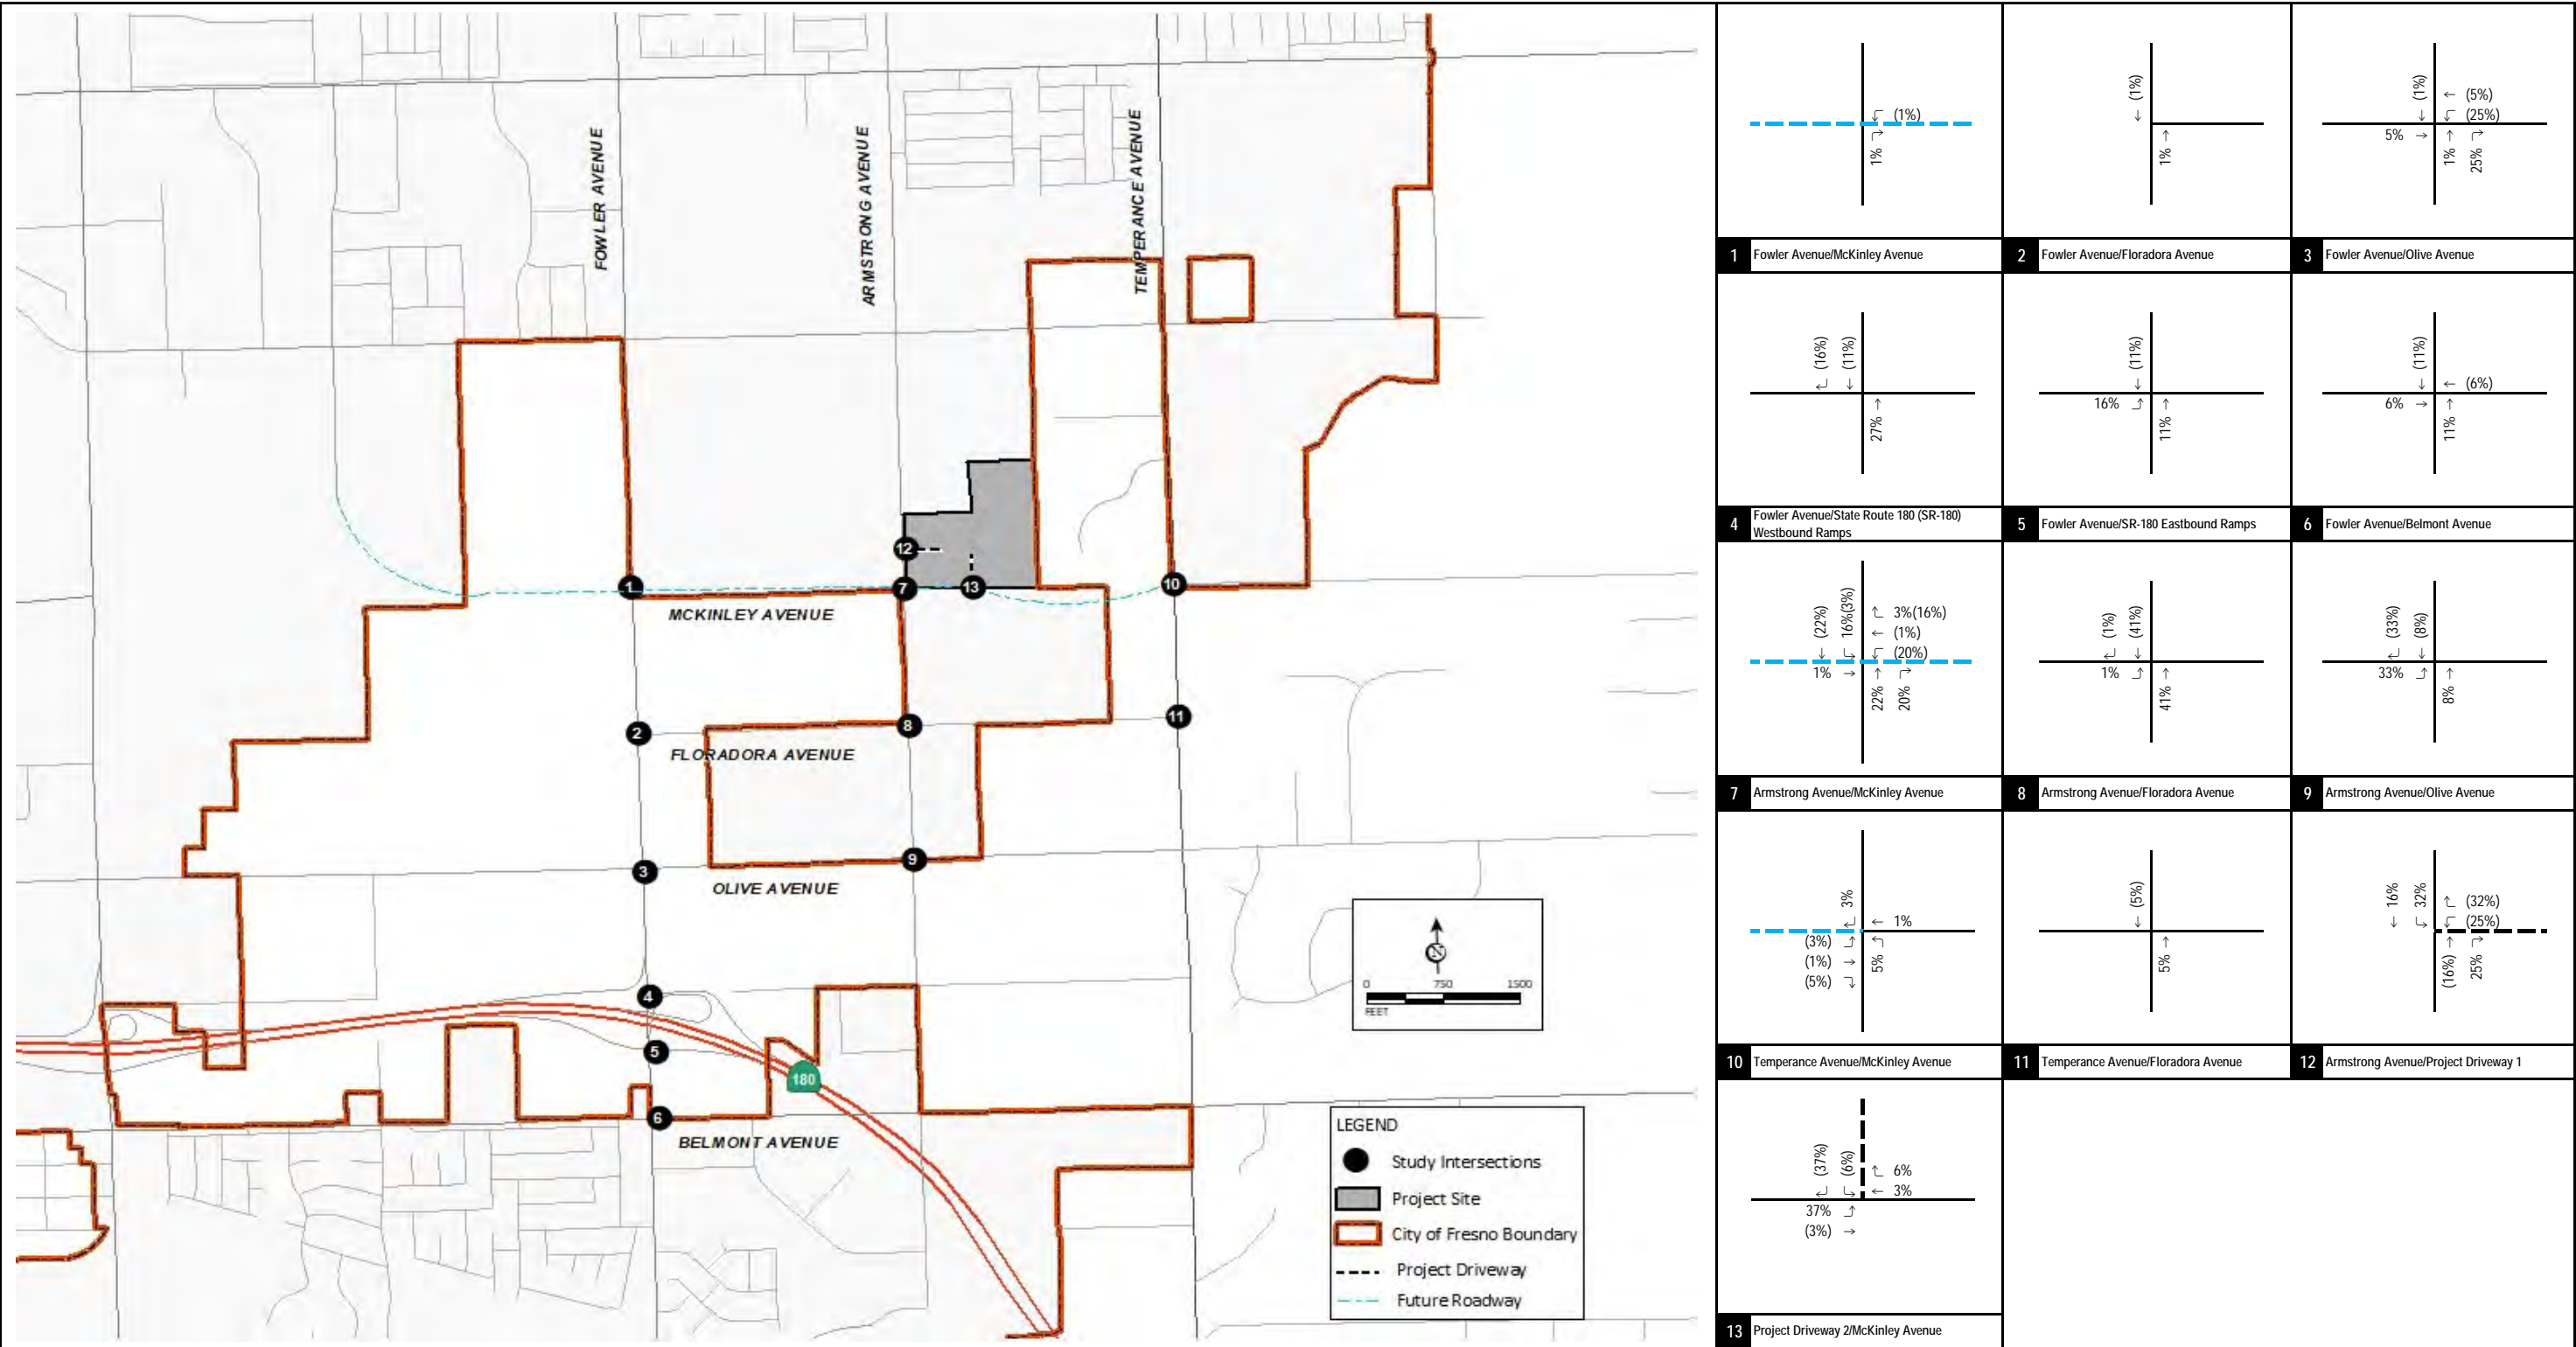 FOWLER AVENUE
ARMSTRONG AVENUE
TEMPERANCE AVENUE
12
1
7
13
10
MCKINLEY AVENUE
11
2
8
FLORADORA AVENUE
9
3
OLIVE AVENUE
4
5
180
6
BELMONT AVENUE
N
0 750 1500
FEET
LEGEND
Study Intersections
Project Site
City of Fresno Boundary
Project Driveway
Future Roadway
(1%)
1%
1 Fowler Avenue/McKinley Avenue
(1%)
1%
2 Fowler Avenue/Floradora Avenue
(1%)
← (5%)
(25%)
5% →
1%
25%
3 Fowler Avenue/Olive Avenue
(16%)
(11%)
27%
4 Fowler Avenue/State Route 180 (SR-180)
Westbound Ramps
(11%)
16%
11%
5 Fowler Avenue/SR-180 Eastbound Ramps
(11%)
← (6%)
6% →
11%
6 Fowler Avenue/Belmont Avenue
(22%)
16%(3%)
3%(16%)
← (1%)
(20%)
1% →
22%
20%
7 Armstrong Avenue/McKinley Avenue
(1%)
(41%)
1%
41%
8 Armstrong Avenue/Floradora Avenue
(33%)
(8%)
33%
8%
9 Armstrong Avenue/Olive Avenue
3%
← 1%
(3%)
(1%) →
(5%)
5%
10 Temperance Avenue/McKinley Avenue
(5%)
5%
11 Temperance Avenue/Floradora Avenue
16%
32%
(32%)
(25%)
(16%)
25%
12 Armstrong Avenue/Project Driveway 1
(37%)
(6%)
6%
← 3%
37%
(3%) →
13 Project Driveway 2/McKinley Avenue